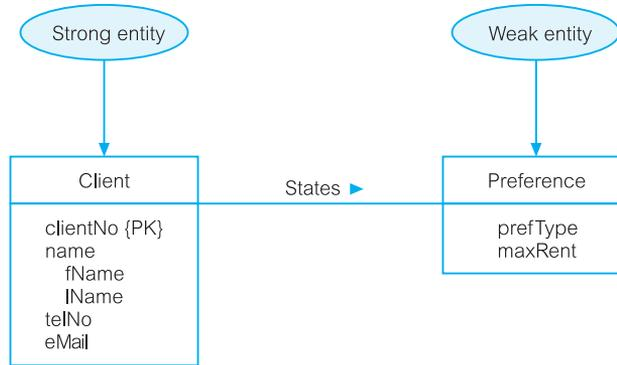 Strong entity
Weak entity
Client
States ►
Preference
clientNo {PK}
name
fName
lName
telNo
eMail
prefType
maxRent